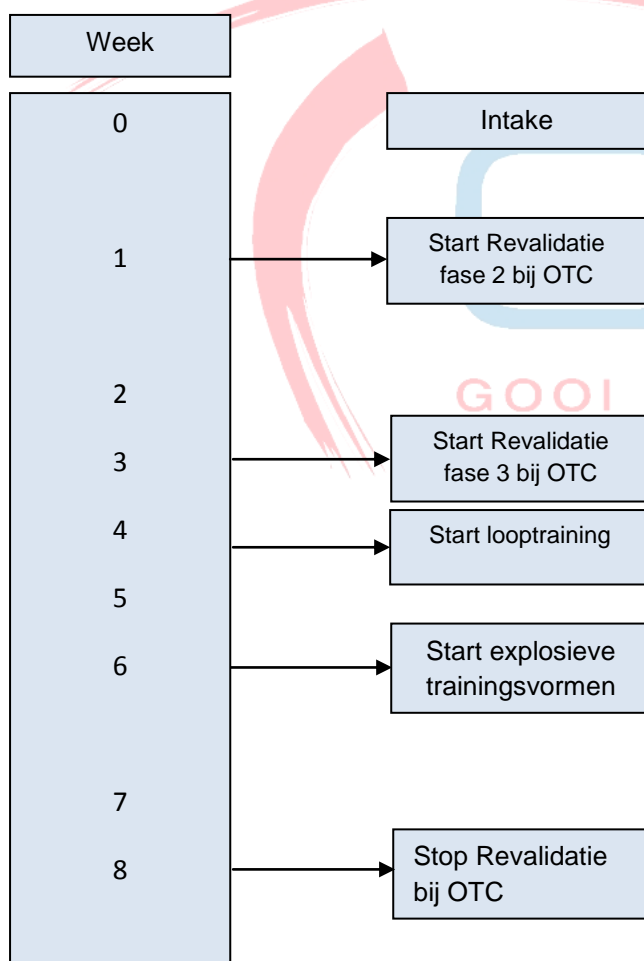 Week
0
Intake
1
Start Revalidatie
fase 2 bij OTC
2
GOOI
3
Start Revalidatie
fase 3 bij OTC
4
Start looptraining
5
6
Start explosieve
trainingsvormen
7
8
Stop Revalidatie
bij OTC